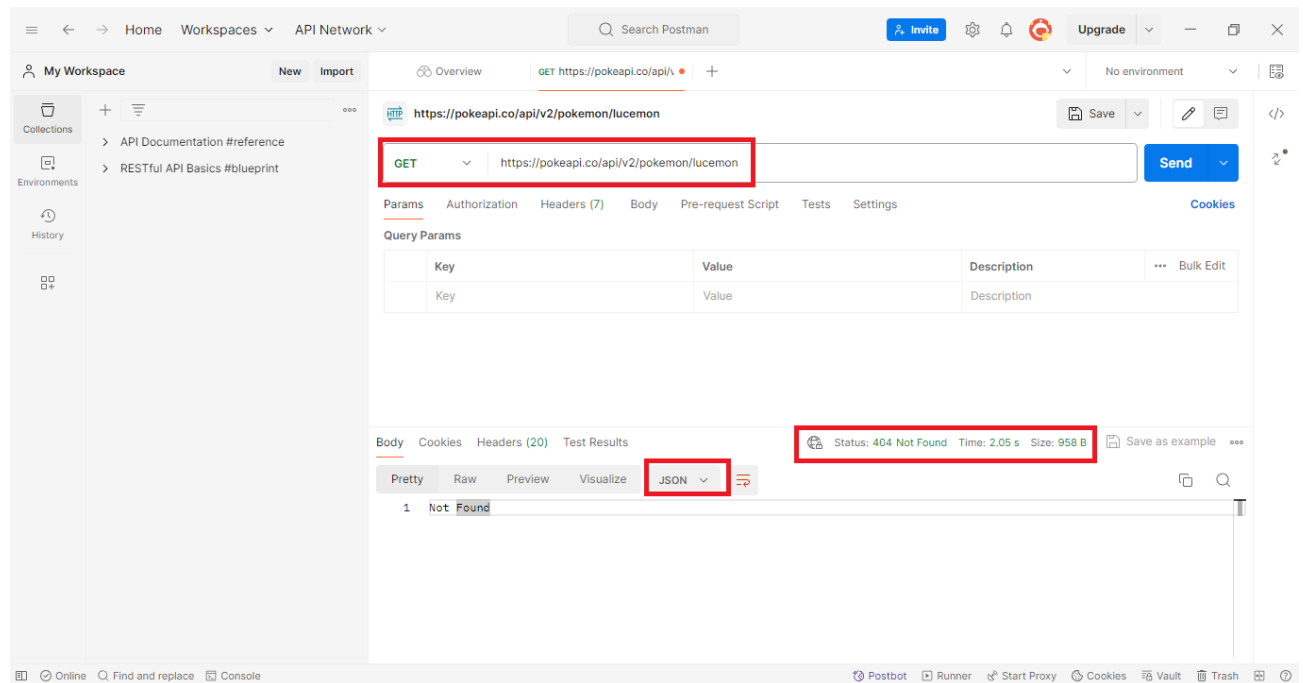 Home Workspaces API Network Search Postman Invite Upgrade
My Workspace New Import Overview GET https://pokeapi.co/api/v No environment
Collections
Environments
History
API Documentation #reference
RESTful API Basics #blueprint
HTTP https://pokeapi.co/api/v2/pokemon/lucemon Save
GET https://pokeapi.co/api/v2/pokemon/lucemon Send
Params Authorization Headers (7) Body Pre-request Script Tests Settings Cookies
Query Params
Key Value Description Bulk Edit
Key Value Description
Body Cookies Headers (20) Test Results Status: 404 Not Found Time: 2.05 s Size: 958 B Save as example
Pretty Raw Preview Visualize JSON
1 Not Found
Online Find and replace Console Postbot Runner Start Proxy Cookies Vault Trash